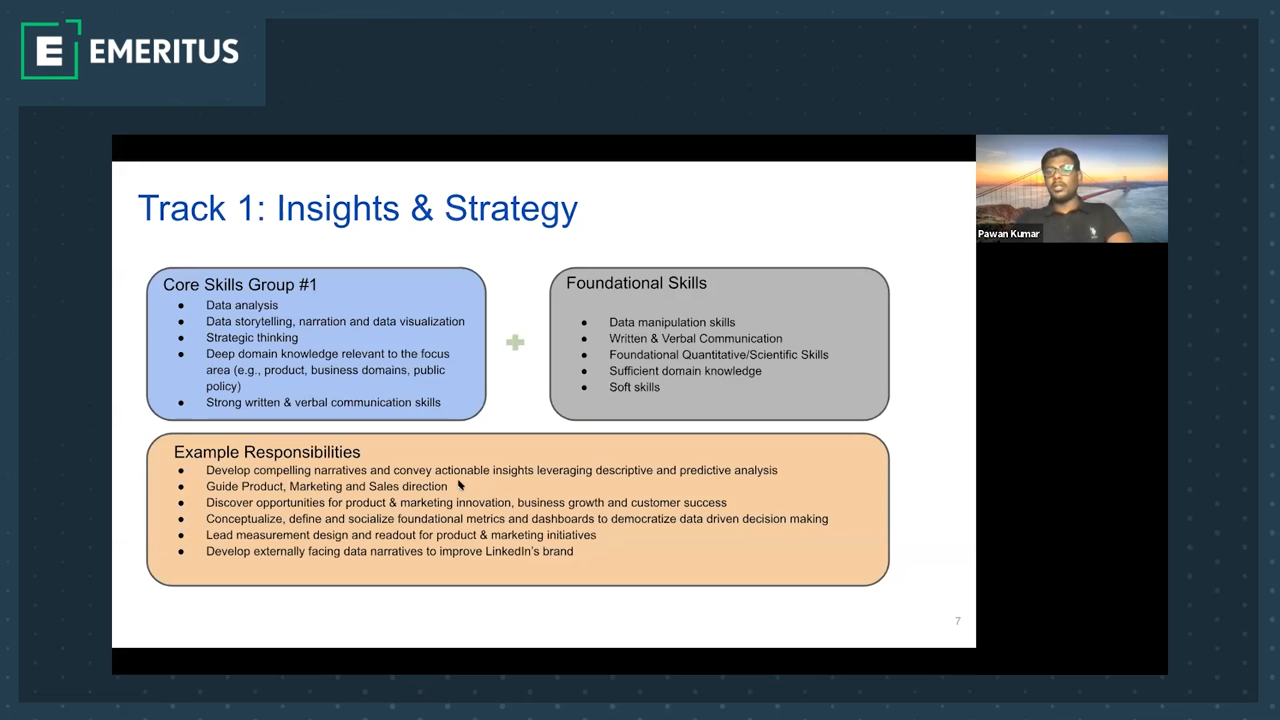 E EMERITUS
Track 1: Insights & Strategy
Core Skills Group #1
● Data analysis
● Data storytelling, narration and data visualization
● Strategic thinking
● Deep domain knowledge relevant to the focus
area (e.g., product, business domains, public
policy)
● Strong written & verbal communication skills
Foundational Skills
● Data manipulation skills
● Written & Verbal Communication
● Foundational Quantitative/Scientific Skills
● Sufficient domain knowledge
● Soft skills
Example Responsibilities
● Develop compelling narratives and convey actionable insights leveraging descriptive and predictive analysis
● Guide Product, Marketing and Sales direction
● Discover opportunities for product & marketing innovation, business growth and customer success
● Conceptualize, define and socialize foundational metrics and dashboards to democratize data driven decision making
● Lead measurement design and readout for product & marketing initiatives
● Develop externally facing data narratives to improve LinkedIn's brand
7
Pawan Kumar